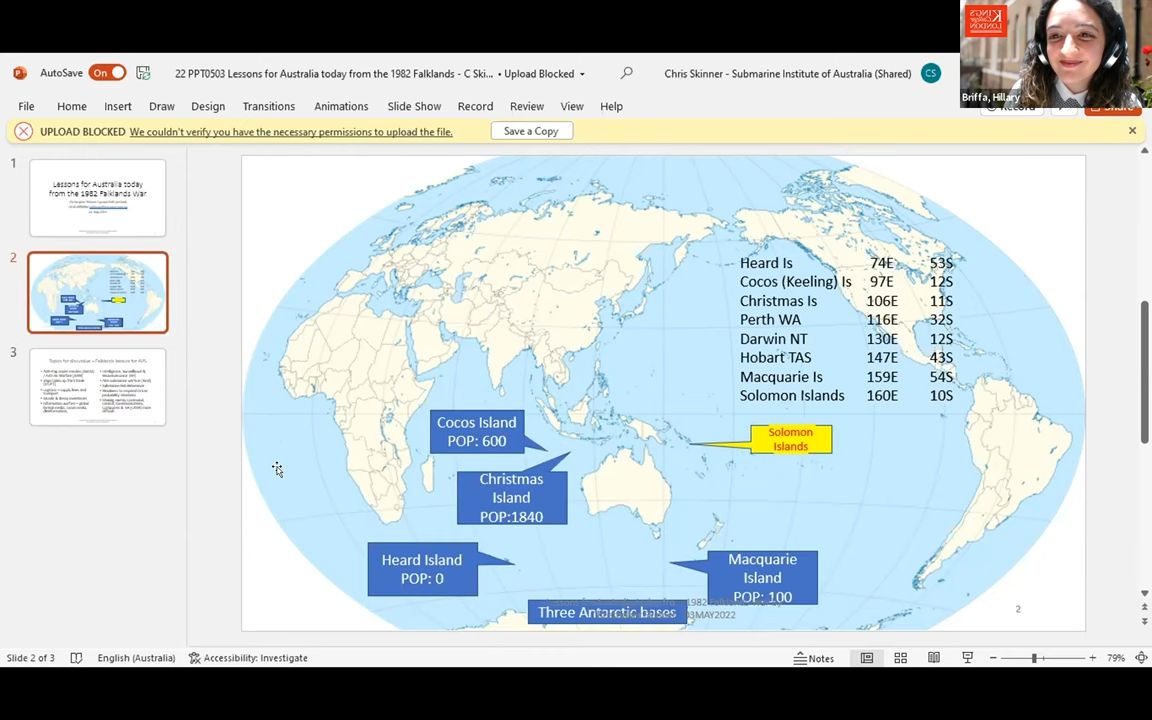 KING'S
College
LONDON
Briffa, Hillary
AutoSave
On
22 PPT0503 Lessons for Australia today from the 1982 Falklands - C Ski... • Upload Blocked
Chris Skinner - Submarine Institute of Australia (Shared)
CS
File Home Insert Draw Design Transitions Animations Slide Show Record Review View Help
Record
Share
UPLOAD BLOCKED We couldn't verify you have the necessary permissions to upload the file.
Save a Copy
1
Lessons for Australia today
from the 1982 Falklands War
2
3
Heard Is 74E 53S
Cocos (Keeling) Is 97E 12S
Christmas Is 106E 11S
Perth WA 116E 32S
Darwin NT 130E 12S
Hobart TAS 147E 43S
Macquarie Is 159E 54S
Solomon Islands 160E 10S
Cocos Island
POP: 600
Solomon
Islands
Christmas
Island
POP:1840
Heard Island
POP: 0
Macquarie
Island
POP: 100
Three Antarctic bases
03MAY2022
2
Slide 2 of 3
English (Australia)
Accessibility: Investigate
Notes
79%